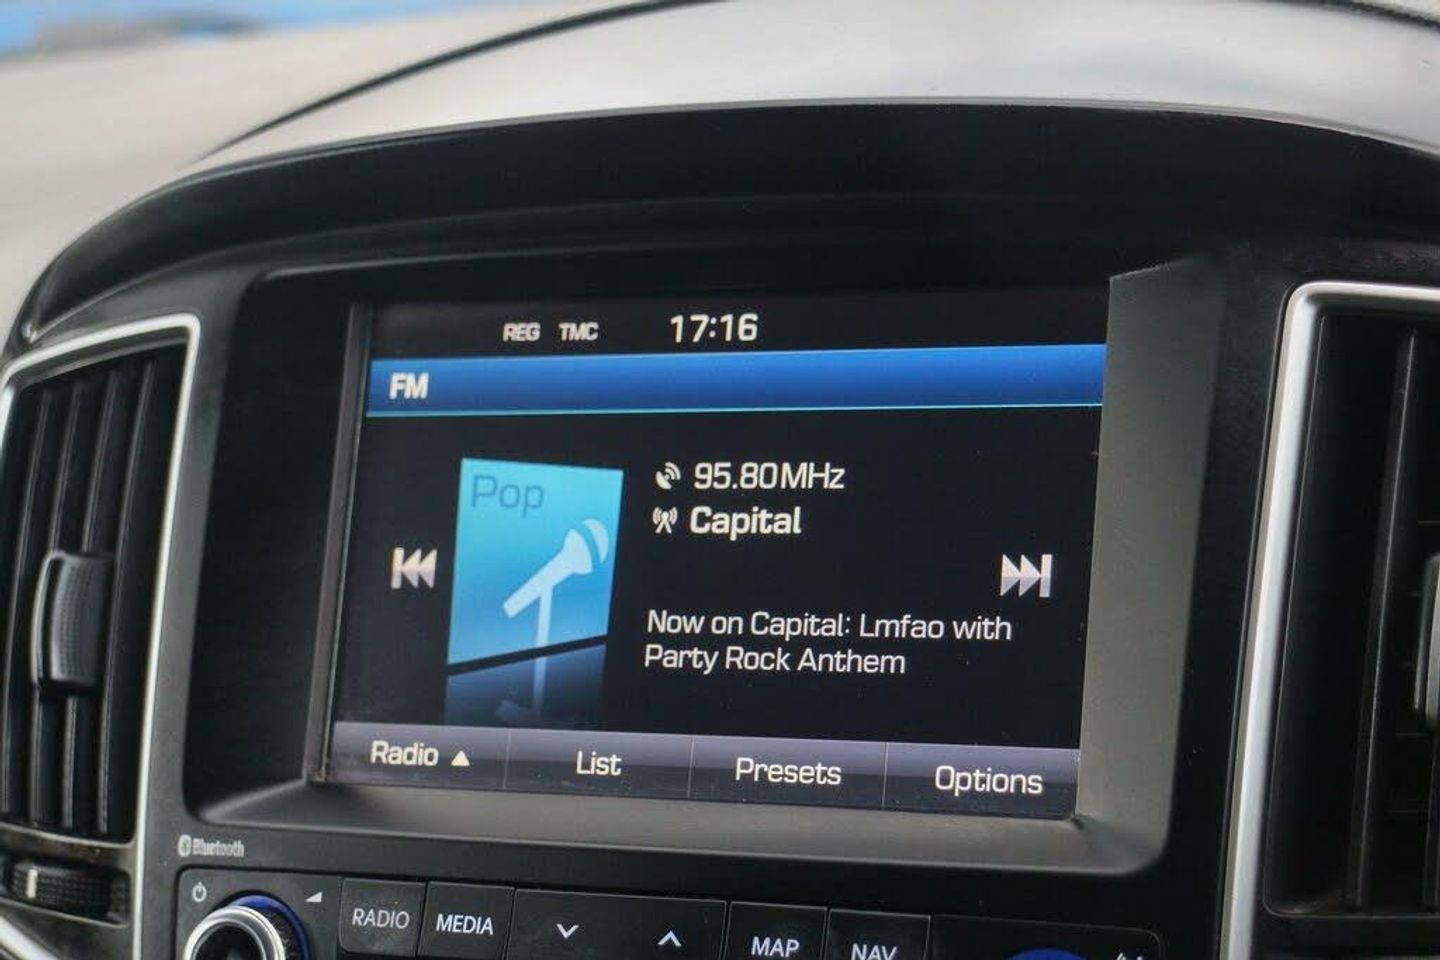 REG TMC 17:16
FM
Pop
95.80MHz
Capital
Now on Capital: Lmfao with
Party Rock Anthem
Radio ▲ List Presets Options
Bluetooth
RADIO MEDIA MAP NAV